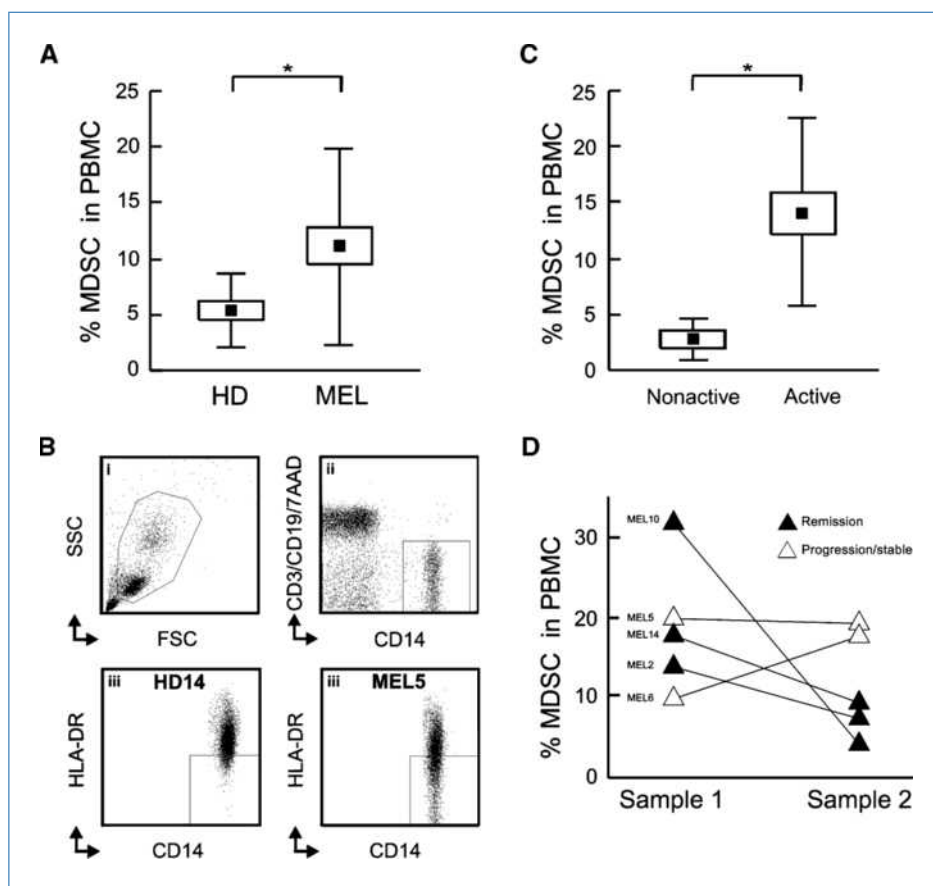 A
*
% MDSC in PBMC
25
20
15
10
5
0
HD MEL
C
*
% MDSC in PBMC
25
20
15
10
5
0
Nonactive Active
B
i
SSC
FSC
ii
CD3/CD19/7AAD
CD14
iii HD14
HLA-DR
CD14
iii MEL5
HLA-DR
CD14
D
% MDSC in PBMC
30
20
10
0
MEL10
MEL5
MEL14
MEL2
MEL6
Remission
Progression/stable
Sample 1 Sample 2